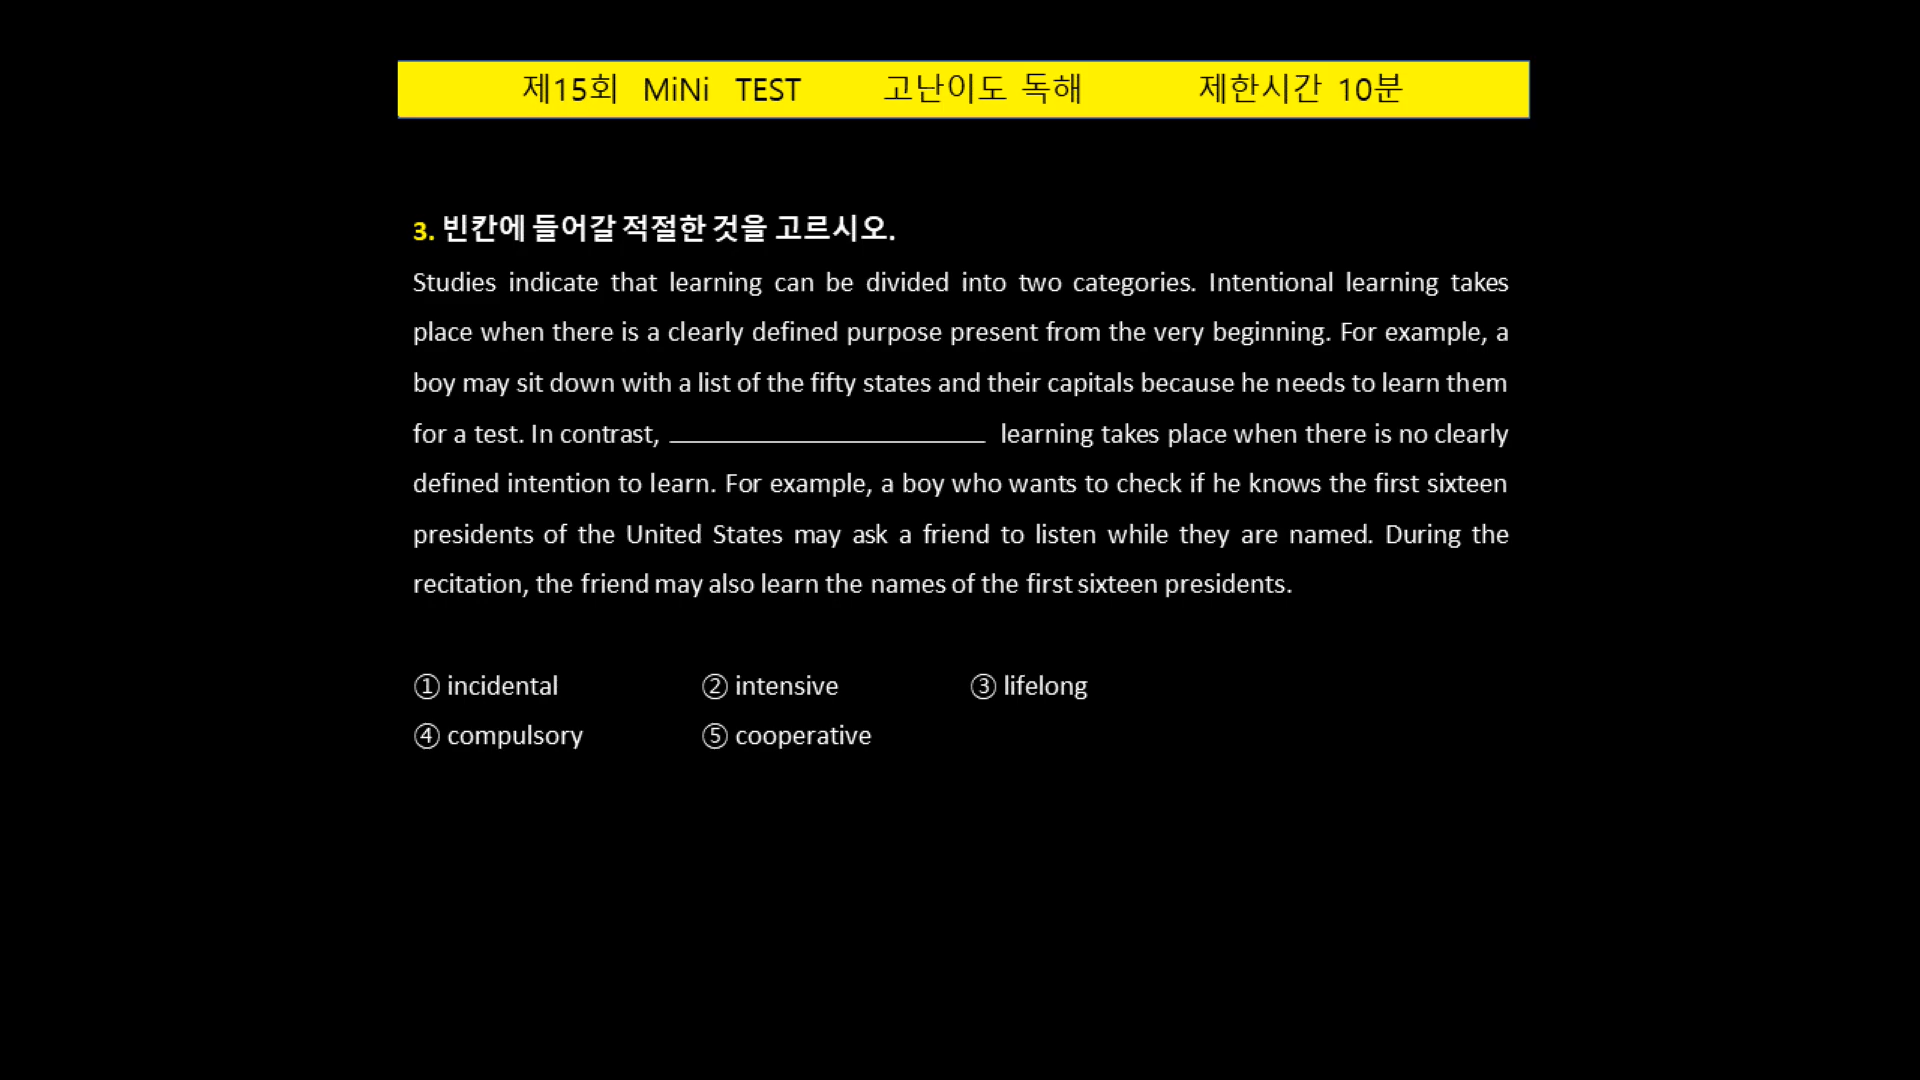 제15회 MiNi TEST 고난이도 독해 제한시간 10분
3. 빈칸에 들어갈 적절한 것을 고르시오.
Studies indicate that learning can be divided into two categories. Intentional learning takes
place when there is a clearly defined purpose present from the very beginning. For example, a
boy may sit down with a list of the fifty states and their capitals because he needs to learn them
for a test. In contrast, ______________________ learning takes place when there is no clearly
defined intention to learn. For example, a boy who wants to check if he knows the first sixteen
presidents of the United States may ask a friend to listen while they are named. During the
recitation, the friend may also learn the names of the first sixteen presidents.
① incidental ② intensive ③ lifelong
④ compulsory ⑤ cooperative